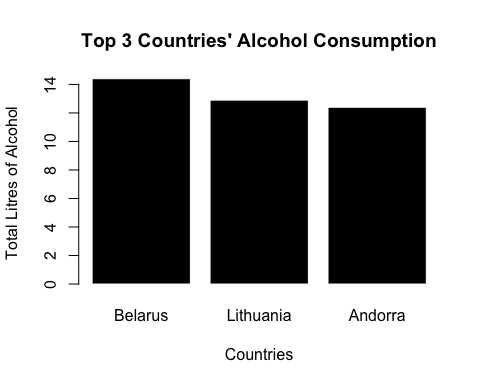 Top 3 Countries' Alcohol Consumption
Total Litres of Alcohol
14
10
8
6
4
2
0
Belarus Lithuania Andorra
Countries